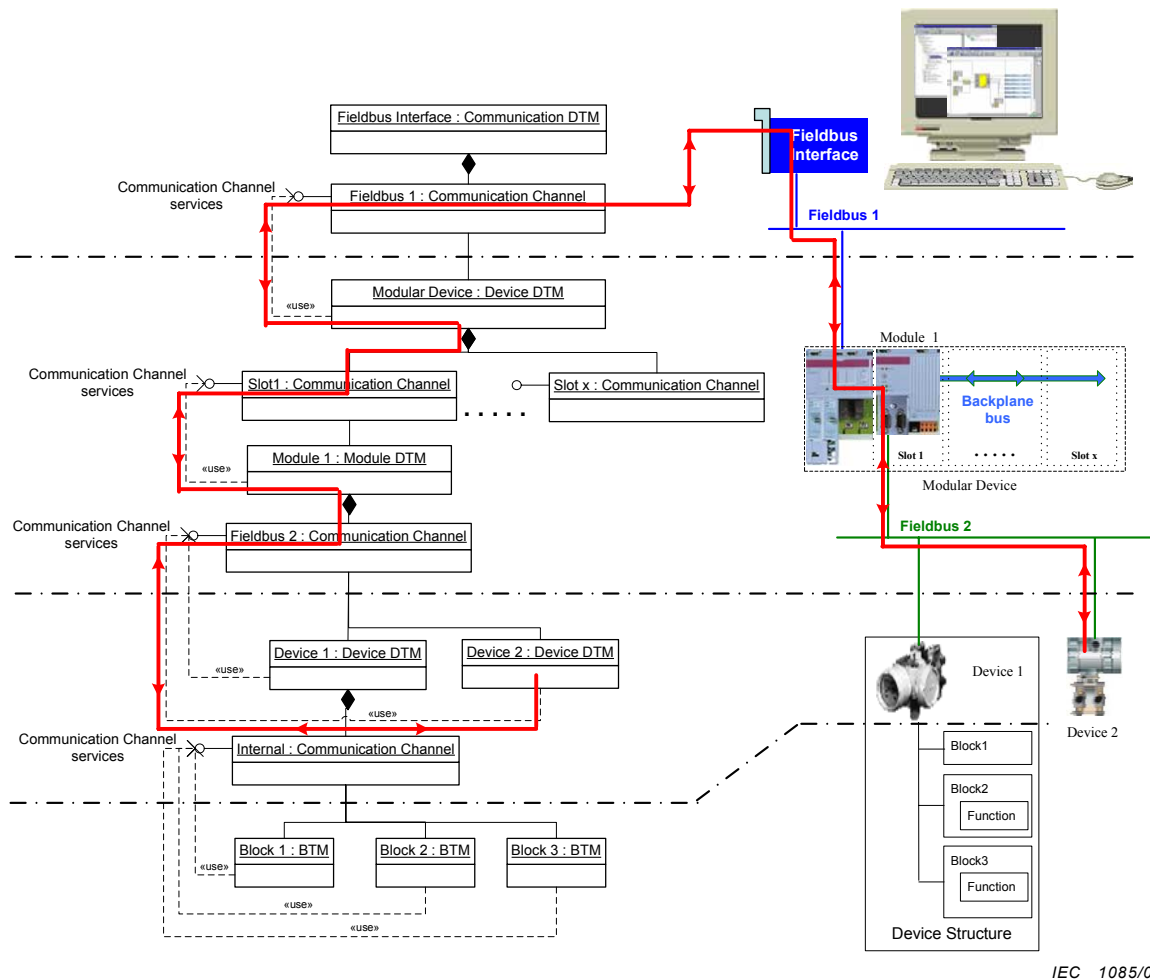 Fieldbus Interface : Communication DTM
Communication Channel
services
Fieldbus 1 : Communication Channel
Fieldbus
Interface
Fieldbus 1
Modular Device : Device DTM
«use»
Communication Channel
services
Slot1 : Communication Channel
Slot x : Communication Channel
.....
Module 1
Backplane
bus
Slot 1
.....
Slot x
Modular Device
Module 1 : Module DTM
«use»
Communication Channel
services
Fieldbus 2 : Communication Channel
Fieldbus 2
Device 1 : Device DTM
Device 2 : Device DTM
«use»
«use»
Device 1
Device 2
Communication Channel
services
Internal : Communication Channel
Block1
Block2
Function
Block3
Function
Device Structure
Block 1 : BTM
Block 2 : BTM
Block 3 : BTM
«use»
«use»
«use»
IEC 1085/0